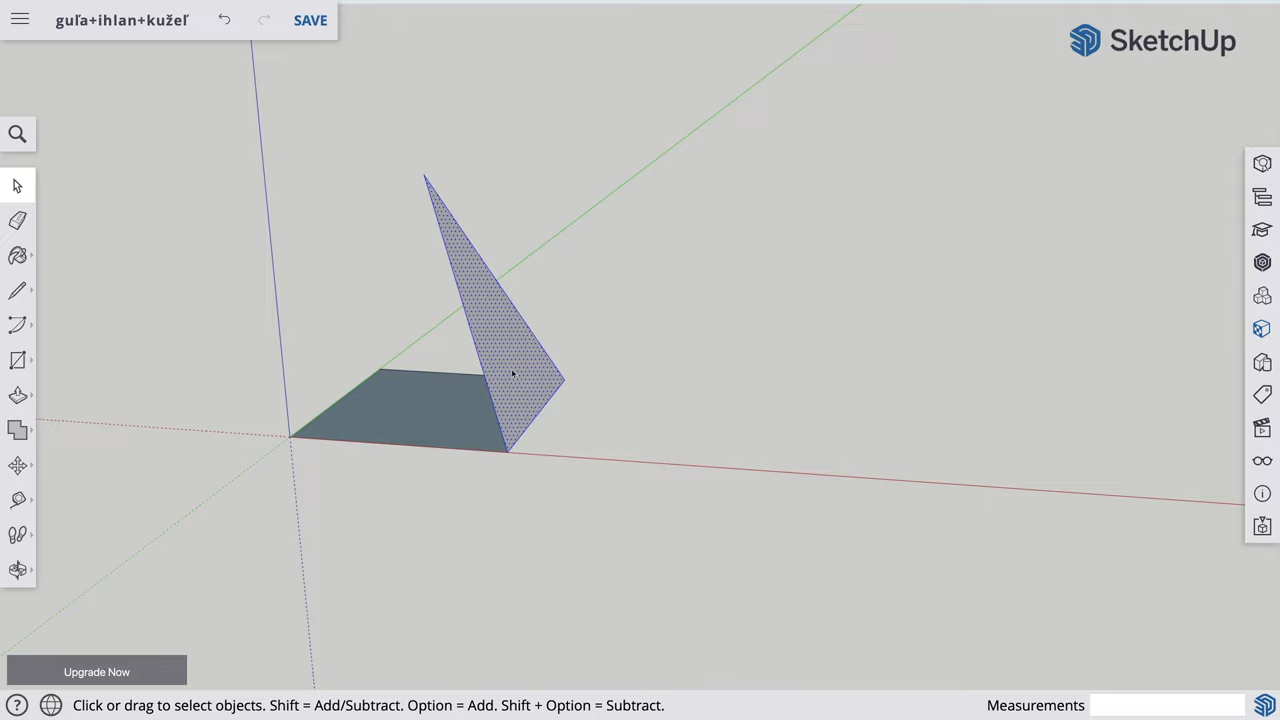 guľa+ihlan+kužeľ
SAVE
SketchUp
Upgrade Now
Click or drag to select objects. Shift = Add/Subtract. Option = Add. Shift + Option = Subtract.
Measurements